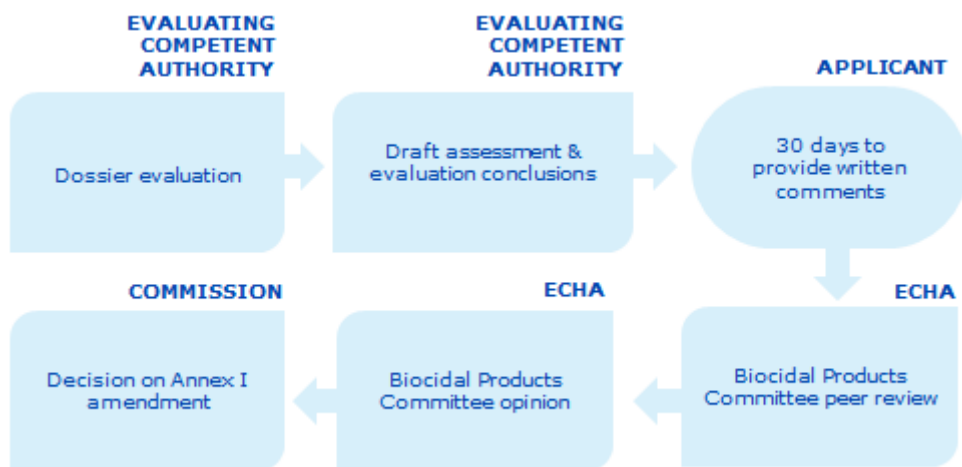 EVALUATING
COMPETENT
AUTHORITY
Dossier evaluation
EVALUATING
COMPETENT
AUTHORITY
Draft assessment &
evaluation conclusions
APPLICANT
30 days to
provide written
comments
ECHA
Biocidal Products
Committee peer review
ECHA
Biocidal Products
Committee opinion
COMMISSION
Decision on Annex I
amendment